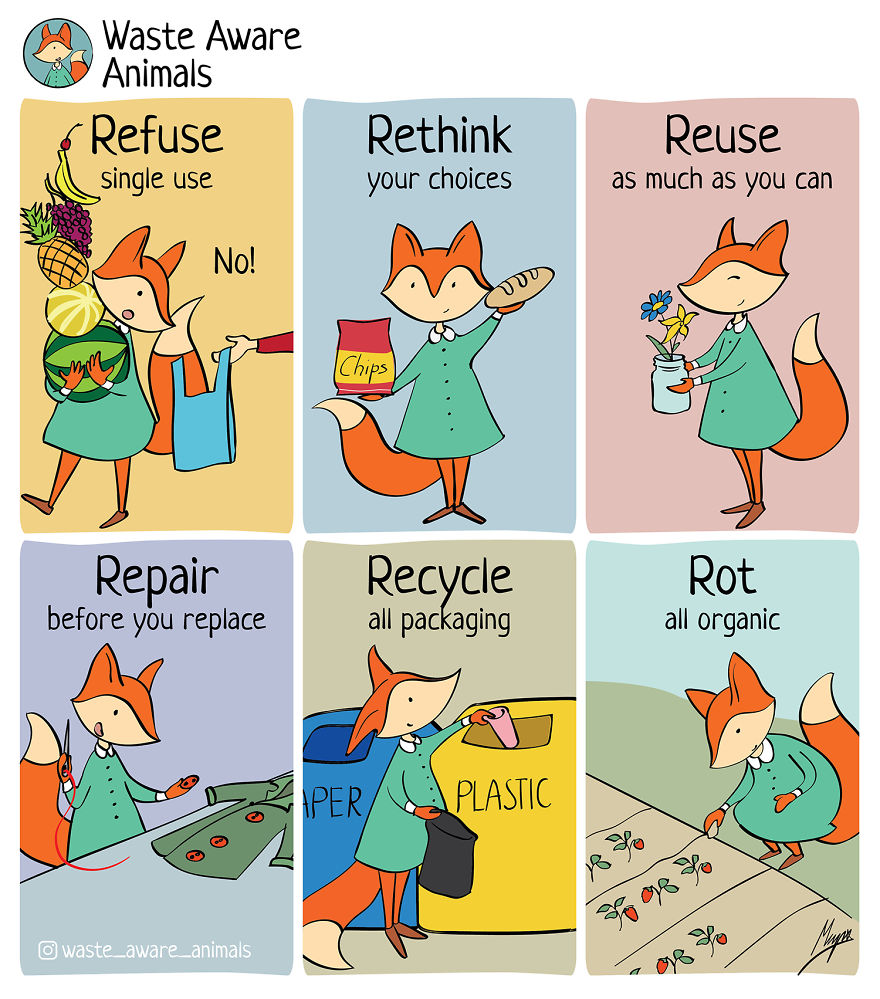 Waste Aware
Animals
Refuse
single use
No!
Rethink
your choices
Chips
Reuse
as much as you can
Repair
before you replace
waste_aware_animals
Recycle
all packaging
APER
PLASTIC
Rot
all organic